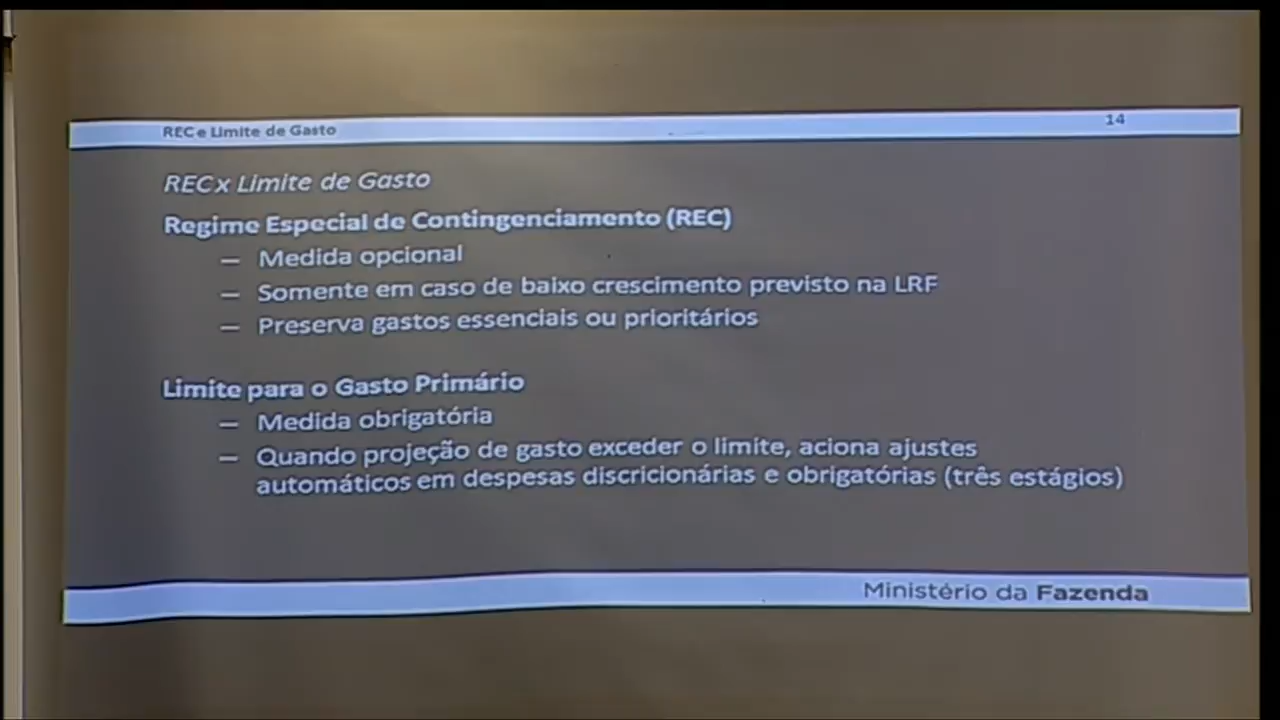 REC e Limite de Gasto
14
REC x Limite de Gasto
Regime Especial de Contingenciamento (REC)
— Medida opcional
— Somente em caso de baixo crescimento previsto na LRF
— Preserva gastos essenciais ou prioritários
Limite para o Gasto Primário
— Medida obrigatória
— Quando projeção de gasto exceder o limite, aciona ajustes
automáticos em despesas discricionárias e obrigatórias (três estágios)
Ministério da Fazenda